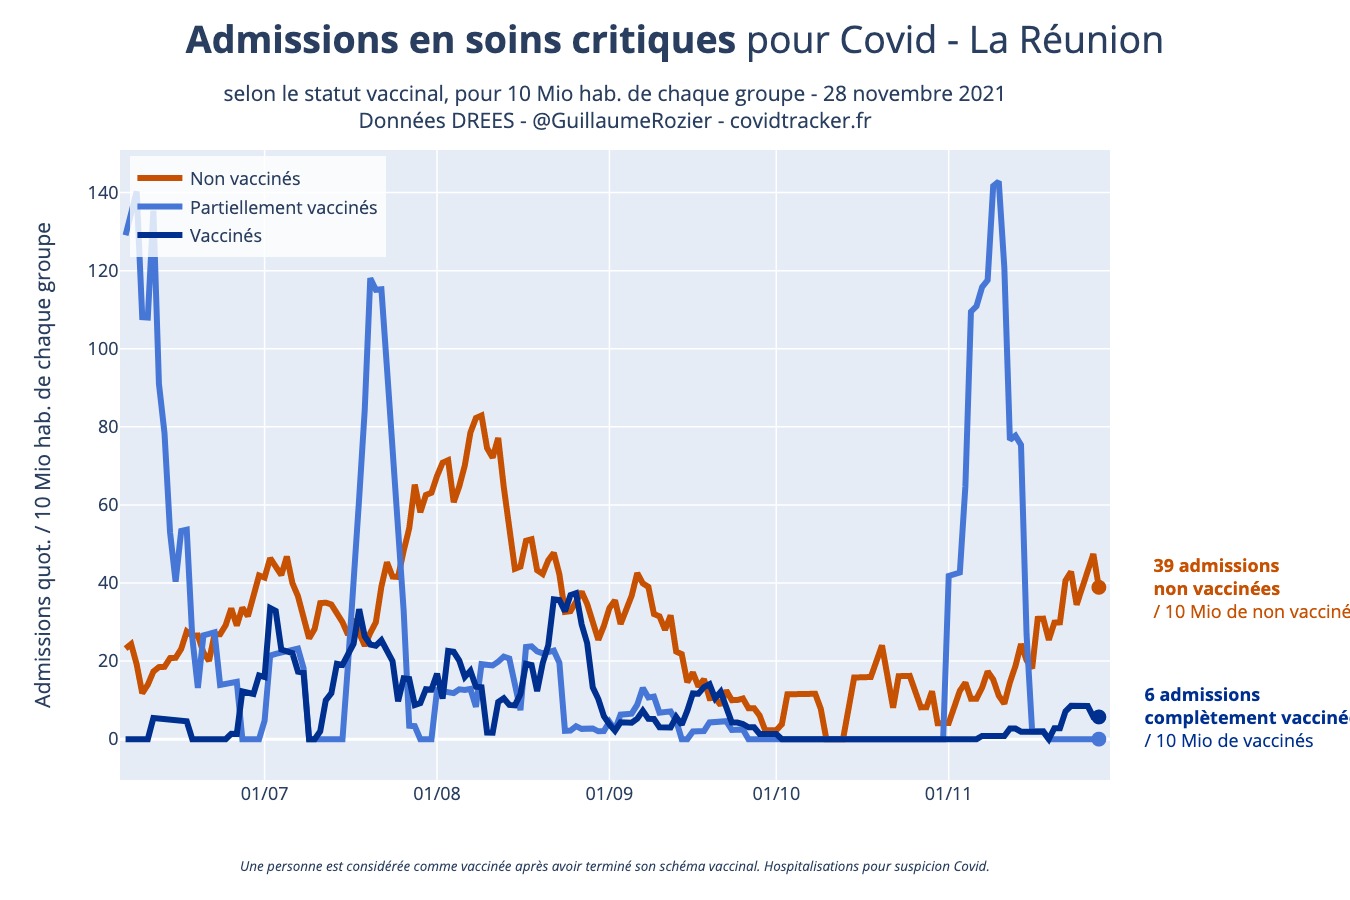 Admissions en soins critiques pour Covid - La Réunion
selon le statut vaccinal, pour 10 Mio hab. de chaque groupe - 28 novembre 2021
Données DREES - @GuillaumeRozier - covidtracker.fr
Admissions quot. / 10 Mio hab. de chaque groupe
Non vaccinés
Partiellement vaccinés
Vaccinés
140
120
100
80
60
40
20
0
01/07
01/08
01/09
01/10
01/11
39 admissions
non vaccinées
/ 10 Mio de non vacciné
6 admissions
complètement vacciné
/ 10 Mio de vaccinés
Une personne est considérée comme vaccinée après avoir terminé son schéma vaccinal. Hospitalisations pour suspicion Covid.